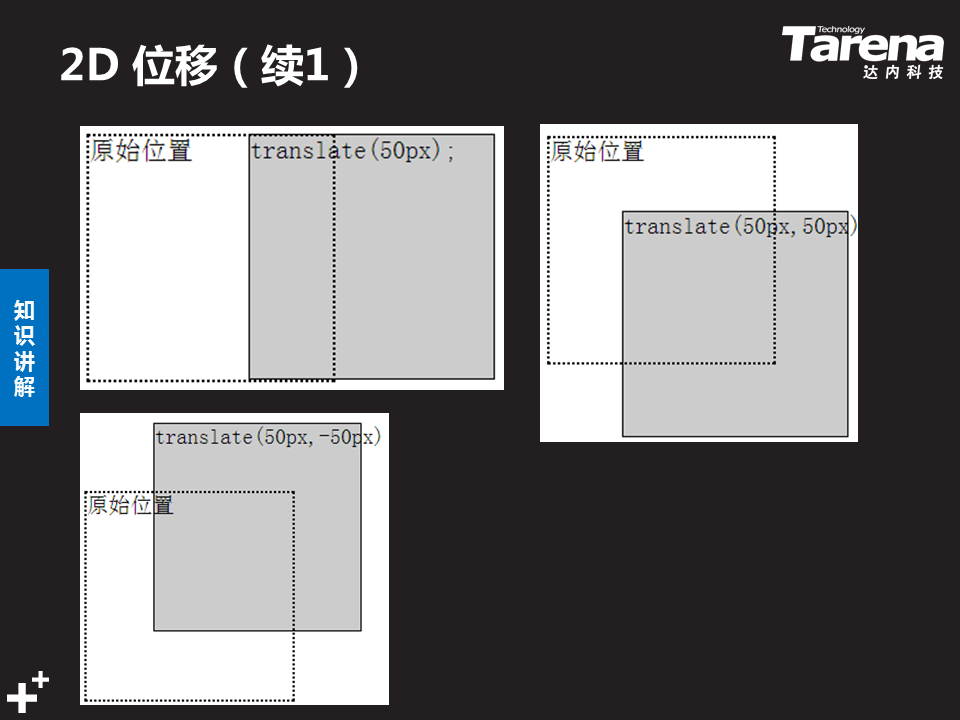 2D 位移（续1）
Technology
Tarena
达内科技
原始位置
translate(50px);
原始位置
translate(50px,50px)
知识讲解
translate(50px,-50px)
原始位置